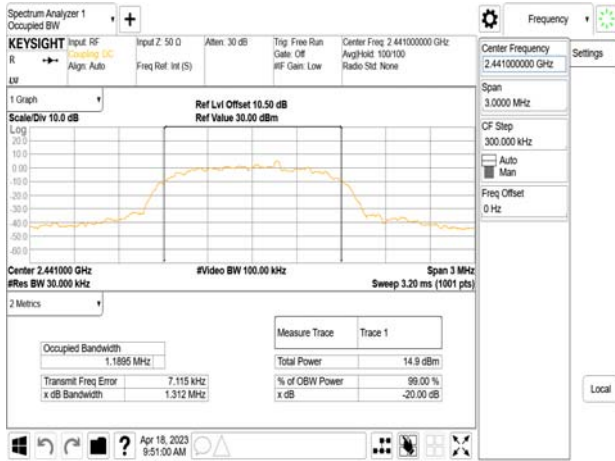 Spectrum Analyzer 1
Occupied BW
+
Frequency
KEYSIGHT
R
LVI
Input: RF
Coupling: DC
Align: Auto
Input Z: 50 Ω
Freq Ref: Int (S)
Atten: 30 dB
Trig: Free Run
Gate: Off
#IF Gain: Low
Center Freq: 2.441000000 GHz
Avg|Hold: 100/100
Radio Std: None
Center Frequency
2.441000000 GHz
Settings
Span
3.0000 MHz
CF Step
300.000 kHz
Auto
Man
Freq Offset
0 Hz
Local
1 Graph
Scale/Div 10.0 dB
Ref Lvl Offset 10.50 dB
Ref Value 30.00 dBm
Log
20.0
10.0
0.00
-10.0
-20.0
-30.0
-40.0
-50.0
-60.0
Center 2.441000 GHz
#Video BW 100.00 kHz
Span 3 MHz
#Res BW 30.000 kHz
Sweep 3.20 ms (1001 pts)
2 Metrics
Measure Trace Trace 1
Occupied Bandwidth
1.1895 MHz
Total Power 14.9 dBm
Transmit Freq Error 7.115 kHz
% of OBW Power 99.00 %
x dB Bandwidth 1.312 MHz
x dB -20.00 dB
?
Apr 18, 2023
9:51:00 AM